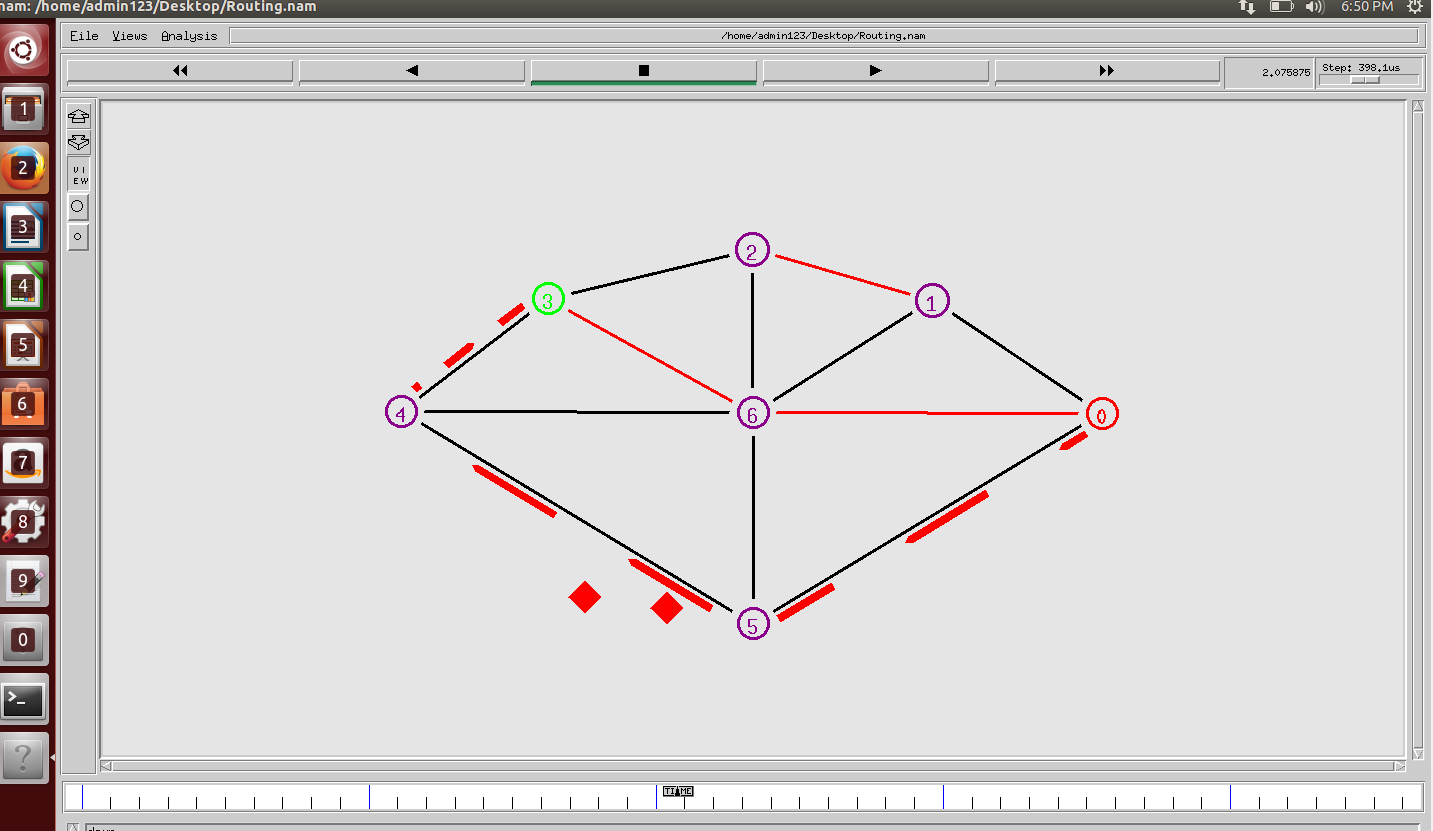 nam: /home/admin123/Desktop/Routing.nam
6:50 PM
File Views Analysis
/home/admin123/Desktop/Routing.nam
2.075875
Step: 398.1us
1
2
3
4
5
6
7
8
9
0
>_
?
V I
E W
2
3
1
4
6
0
5
TIME